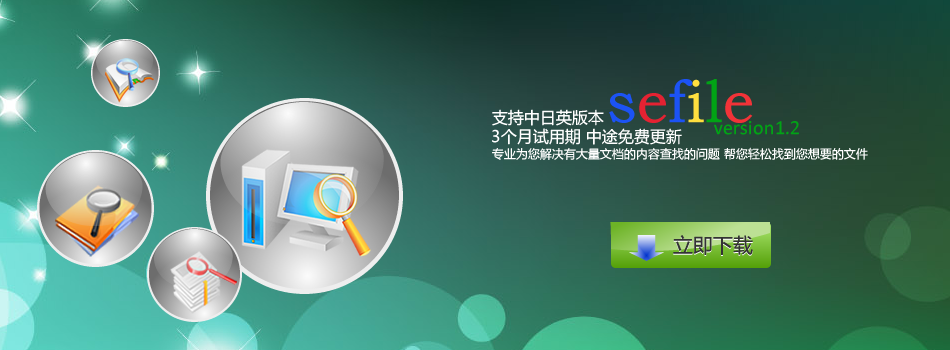 支持中日英版本 sefile
3个月试用期 中途免费更新 version1.2
专业为您解决有大量文档的内容查找的问题 帮您轻松找到您想要的文件
立即下载